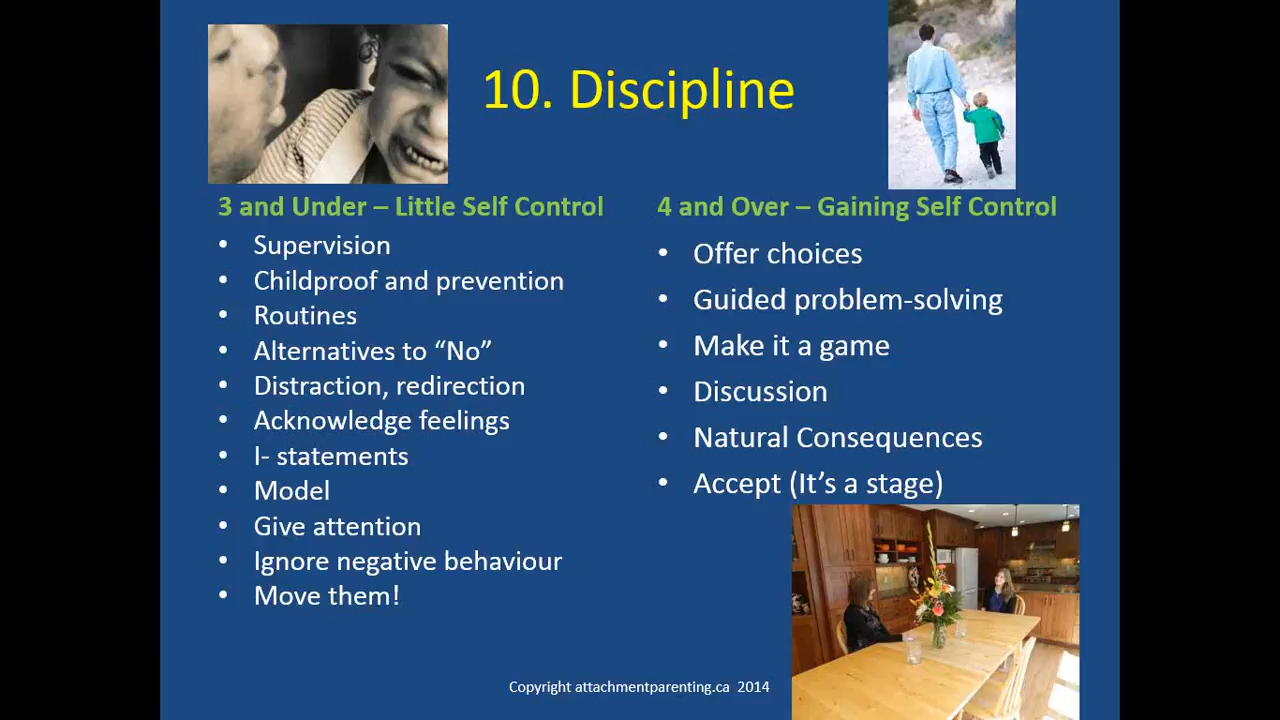 10. Discipline
3 and Under – Little Self Control
• Supervision
• Childproof and prevention
• Routines
• Alternatives to “No”
• Distraction, redirection
• Acknowledge feelings
• I- statements
• Model
• Give attention
• Ignore negative behaviour
• Move them!
4 and Over – Gaining Self Control
• Offer choices
• Guided problem-solving
• Make it a game
• Discussion
• Natural Consequences
• Accept (It’s a stage)
Copyright attachmentparenting.ca 2014